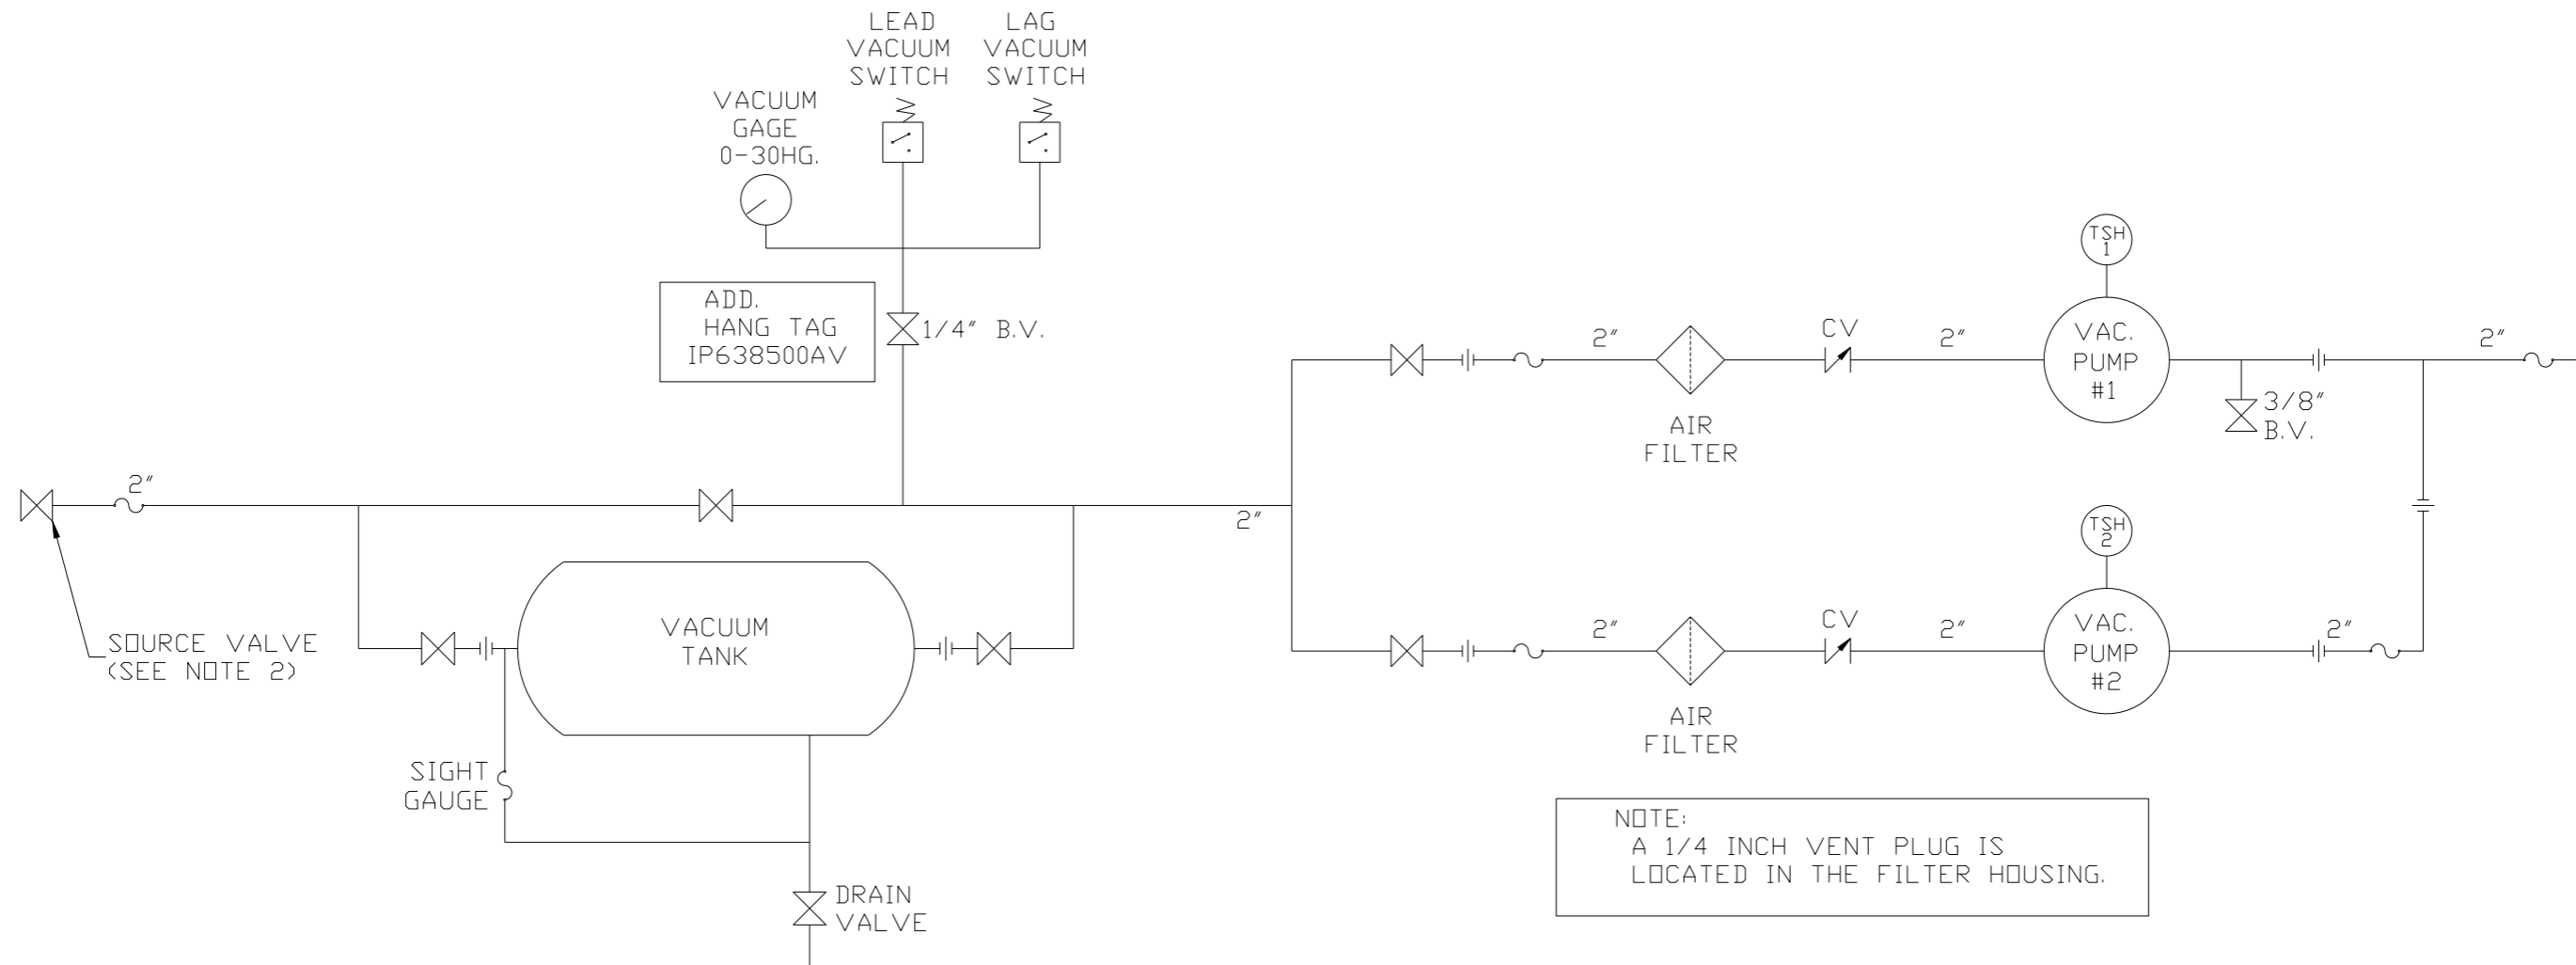 LEAD
VACUUM
SWITCH
LAG
VACUUM
SWITCH
VACUUM
GAGE
0-30HG.
ADD.
HANG TAG
IP638500AV
1/4" B.V.
TSH
1
VAC.
PUMP
#1
2"
CV
2"
2"
3/8"
B.V.
AIR
FILTER
2"
2"
SOURCE VALVE
(SEE NOTE 2)
VACUUM
TANK
SIGHT
GAUGE
DRAIN
VALVE
TSH
2
VAC.
PUMP
#2
2"
CV
2"
2"
AIR
FILTER
NOTE:
A 1/4 INCH VENT PLUG IS
LOCATED IN THE FILTER HOUSING.